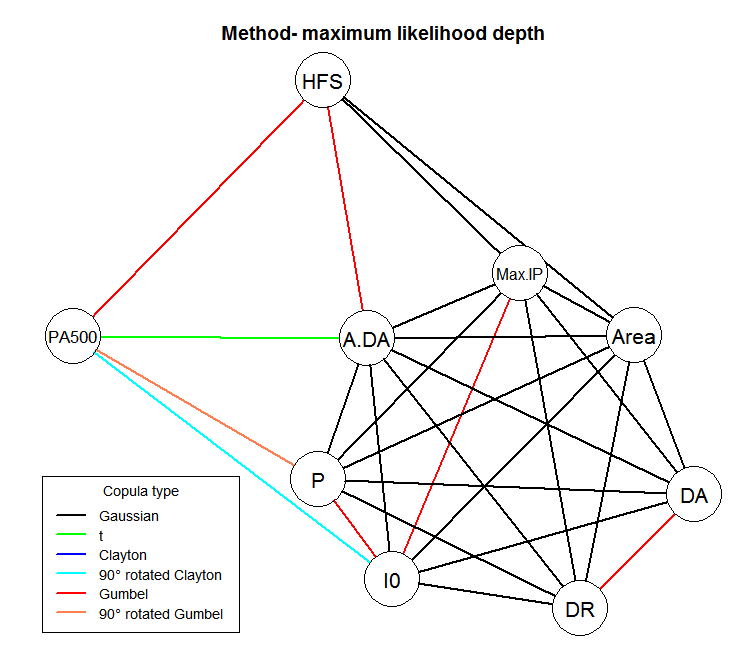 Method- maximum likelihood depth
HFS
Max.IP
PA500
A.DA
Area
P
DA
I0
DR
Copula type
Gaussian
t
Clayton
90° rotated Clayton
Gumbel
90° rotated Gumbel